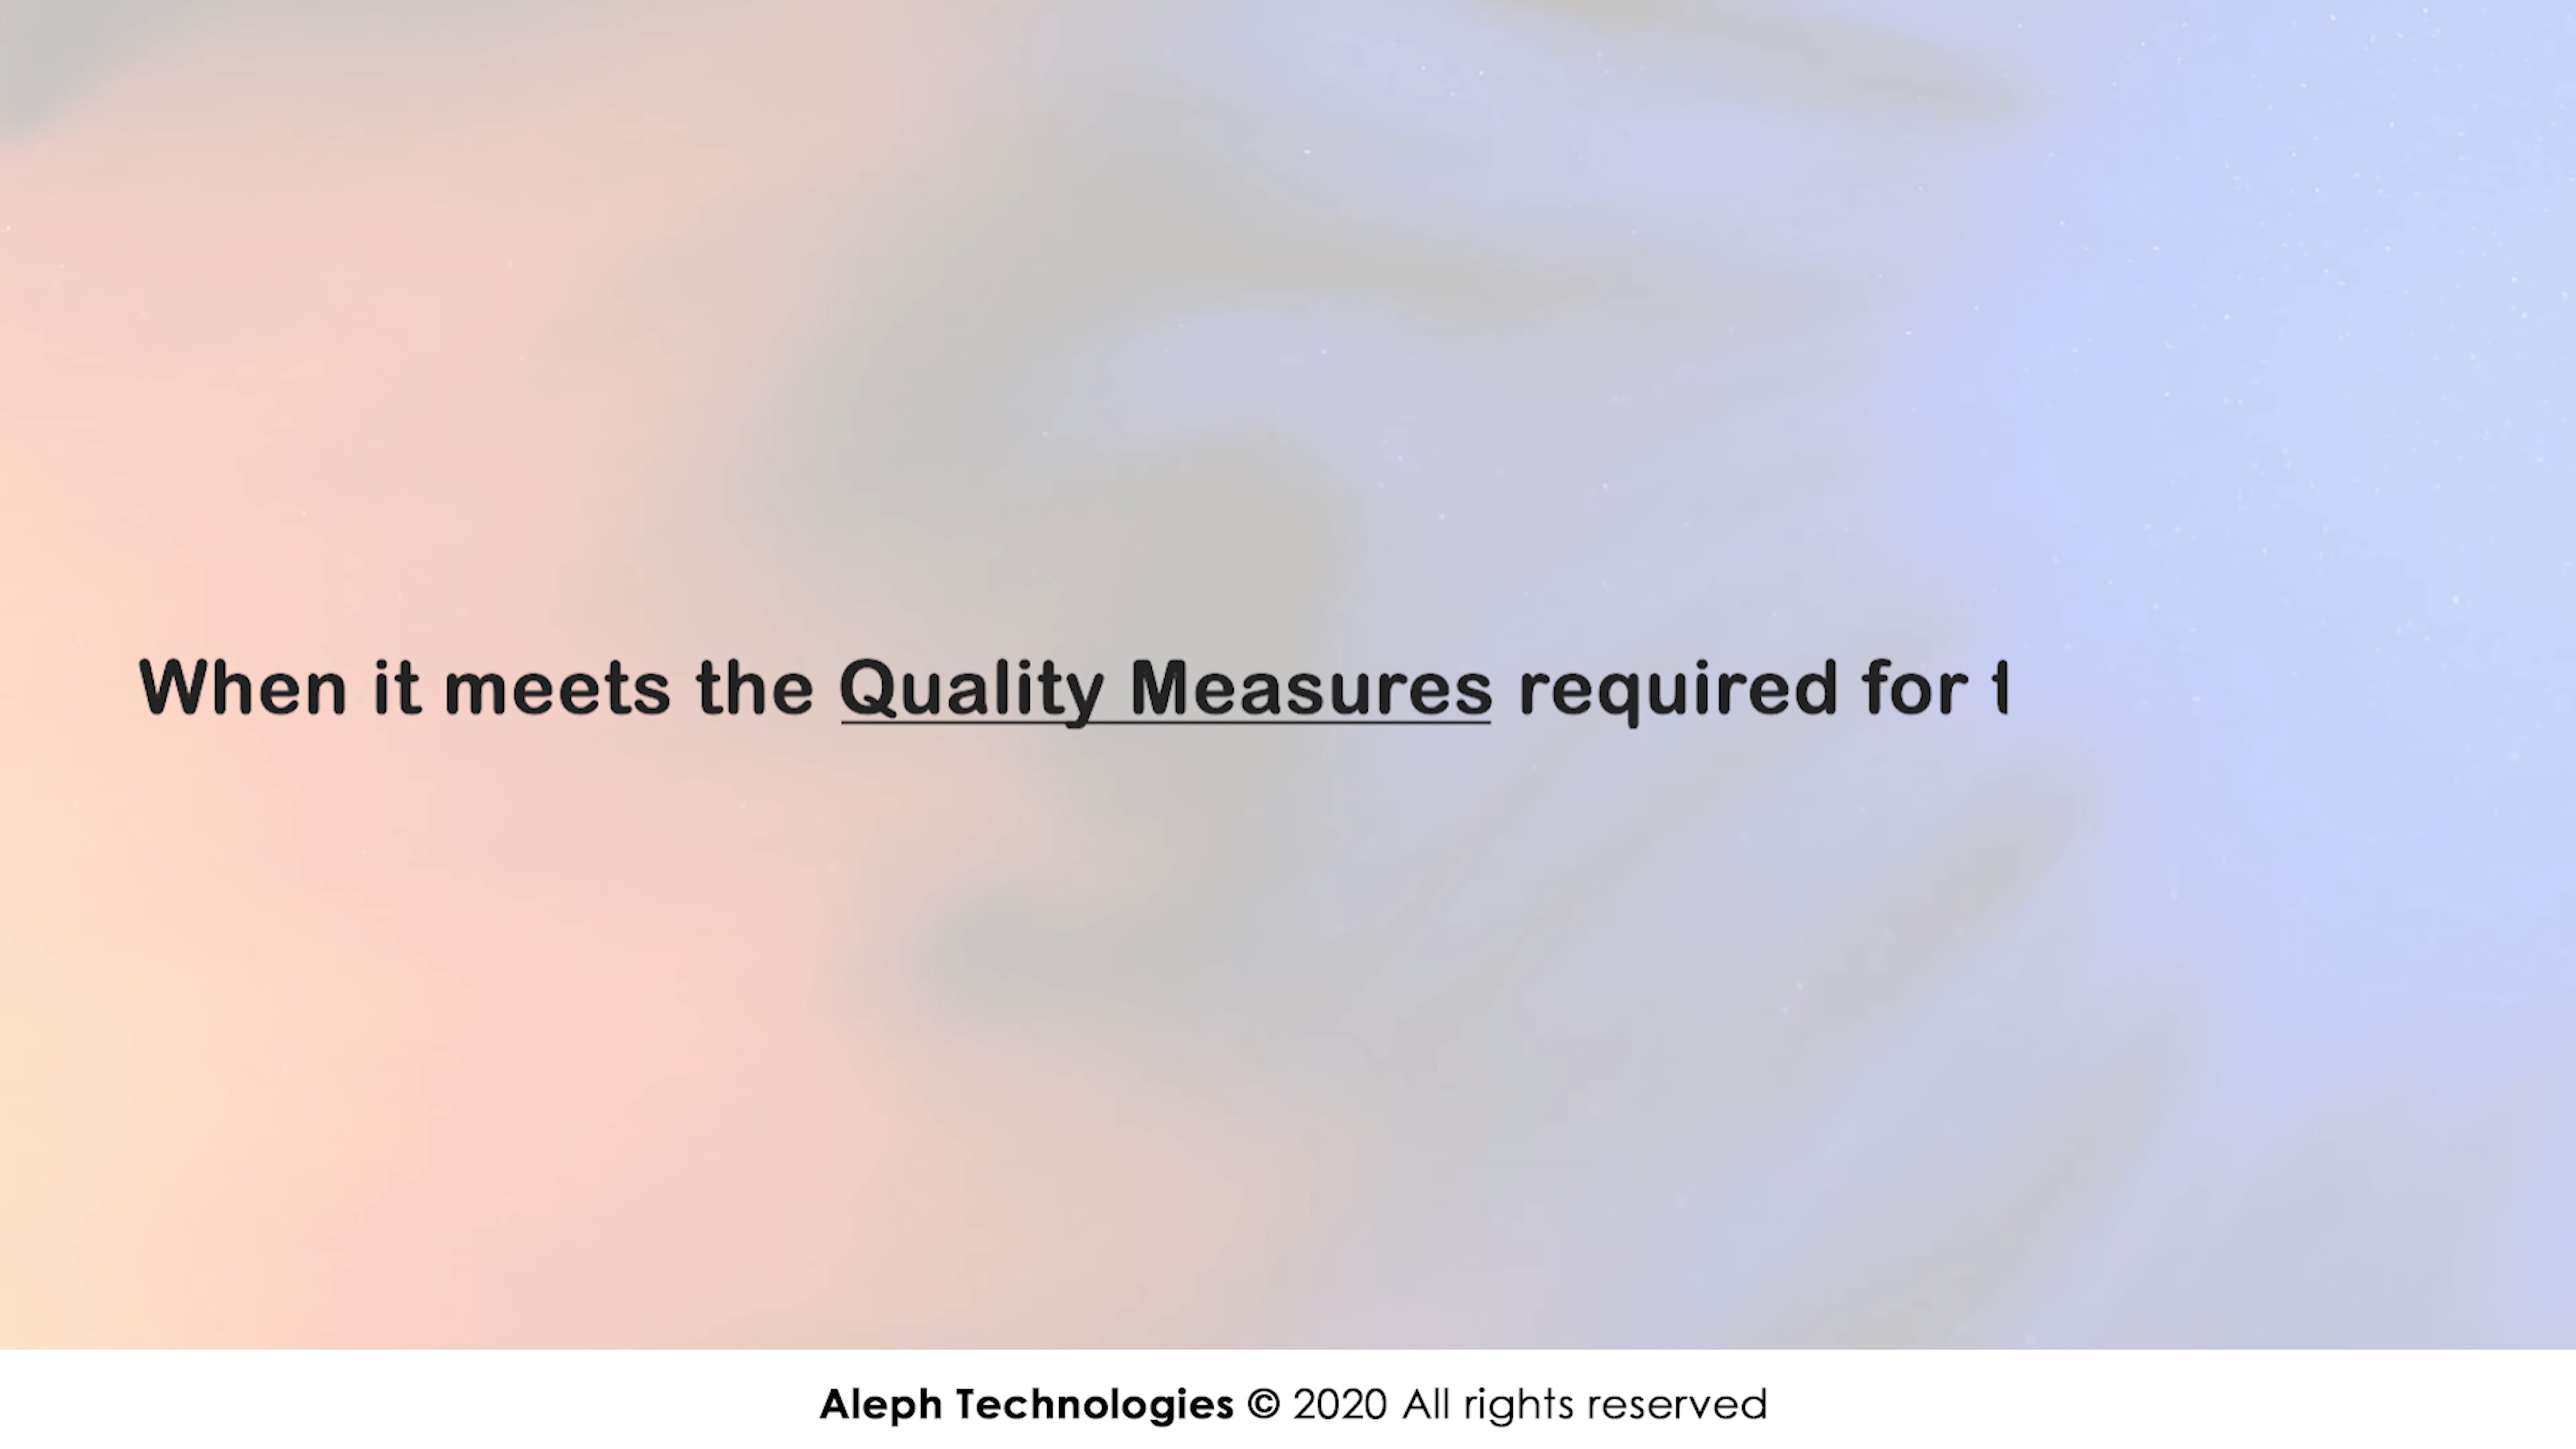 When it meets the Quality Measures required for
Aleph Technologies © 2020 All rights reserved